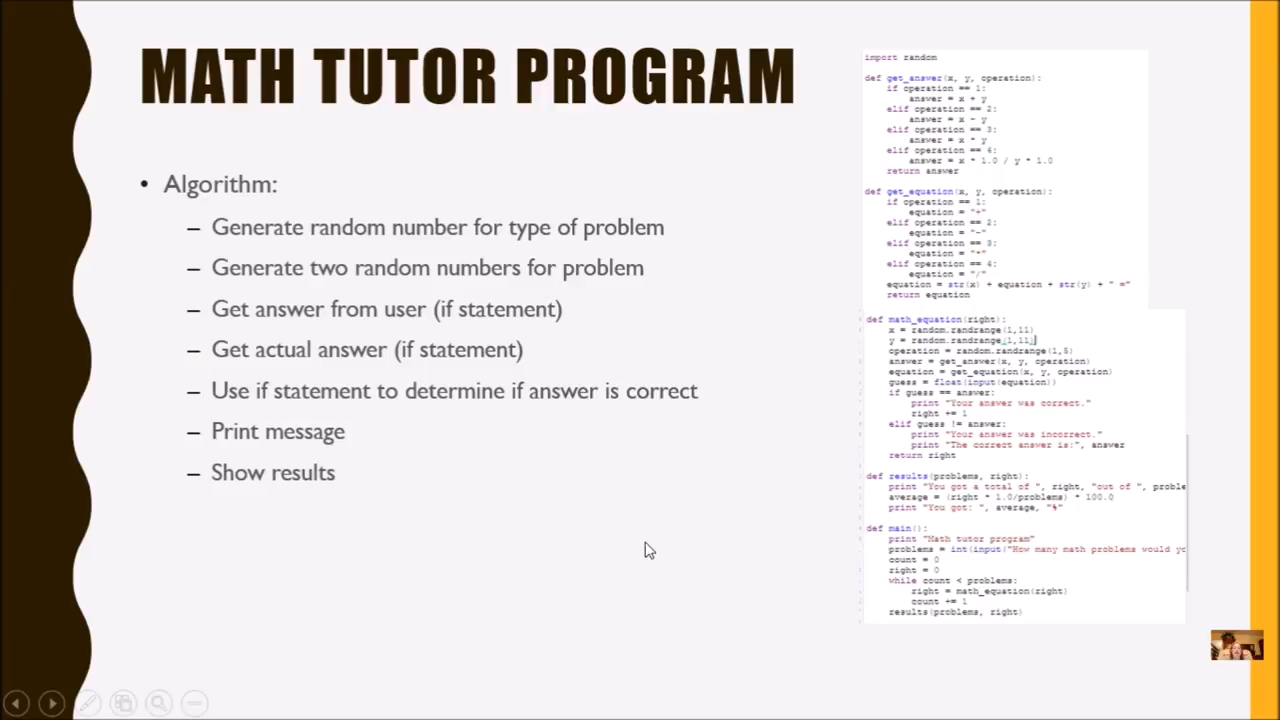 MATH TUTOR PROGRAM
• Algorithm:
– Generate random number for type of problem
– Generate two random numbers for problem
– Get answer from user (if statement)
– Get actual answer (if statement)
– Use if statement to determine if answer is correct
– Print message
– Show results
import random
def get_answer(x, y, operation):
if operation == 1:
answer = x + y
elif operation == 2:
answer = x - y
elif operation == 3:
answer = x * y
elif operation == 4:
answer = x * 1.0 / y * 1.0
return answer
def get_equation(x, y, operation):
if operation == 1:
equation = "+"
elif operation == 2:
equation = "-"
elif operation == 3:
equation = "*"
elif operation == 4:
equation = "/"
equation = str(x) + equation + str(y) + " ="
return equation
def math_equation(right):
x = random.randrange(1,11)
y = random.randrange(1,11)
operation = random.randrange(1,5)
answer = get_answer(x, y, operation)
equation = get_equation(x, y, operation)
guess = float(input(equation))
if guess == answer:
print "Your answer was correct."
right += 1
elif guess != answer:
print "Your answer was incorrect."
print "The correct answer is:", answer
return right
def results(problems, right):
print "You got a total of ", right, "out of ", proble
average = (right * 1.0/problems) * 100.0
print "You got: ", average, "%"
def main():
print "Math tutor program"
problems = int(input("How many math problems would yo
count = 0
right = 0
while count < problems:
right = math_equation(right)
count += 1
results(problems, right)